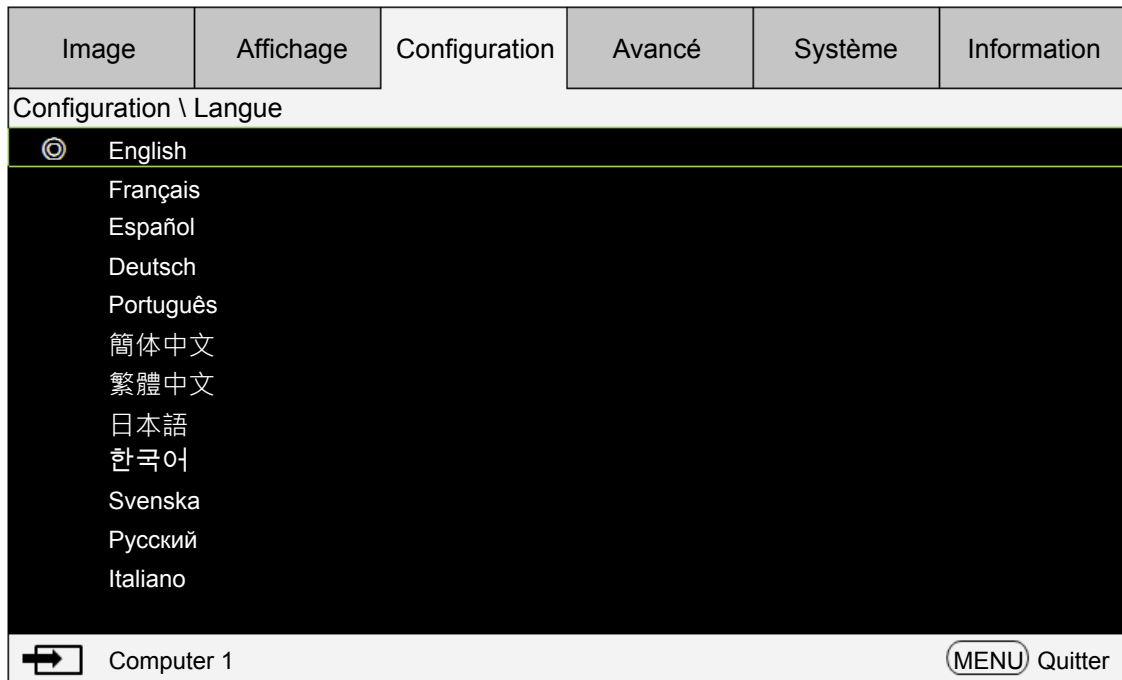 Image Affichage Configuration Avancé Système Information
Configuration \ Langue
English
Français
Español
Deutsch
Português
簡体中文
繁體中文
日本語
한국어
Svenska
Русский
Italiano
Computer 1 MENU Quitter